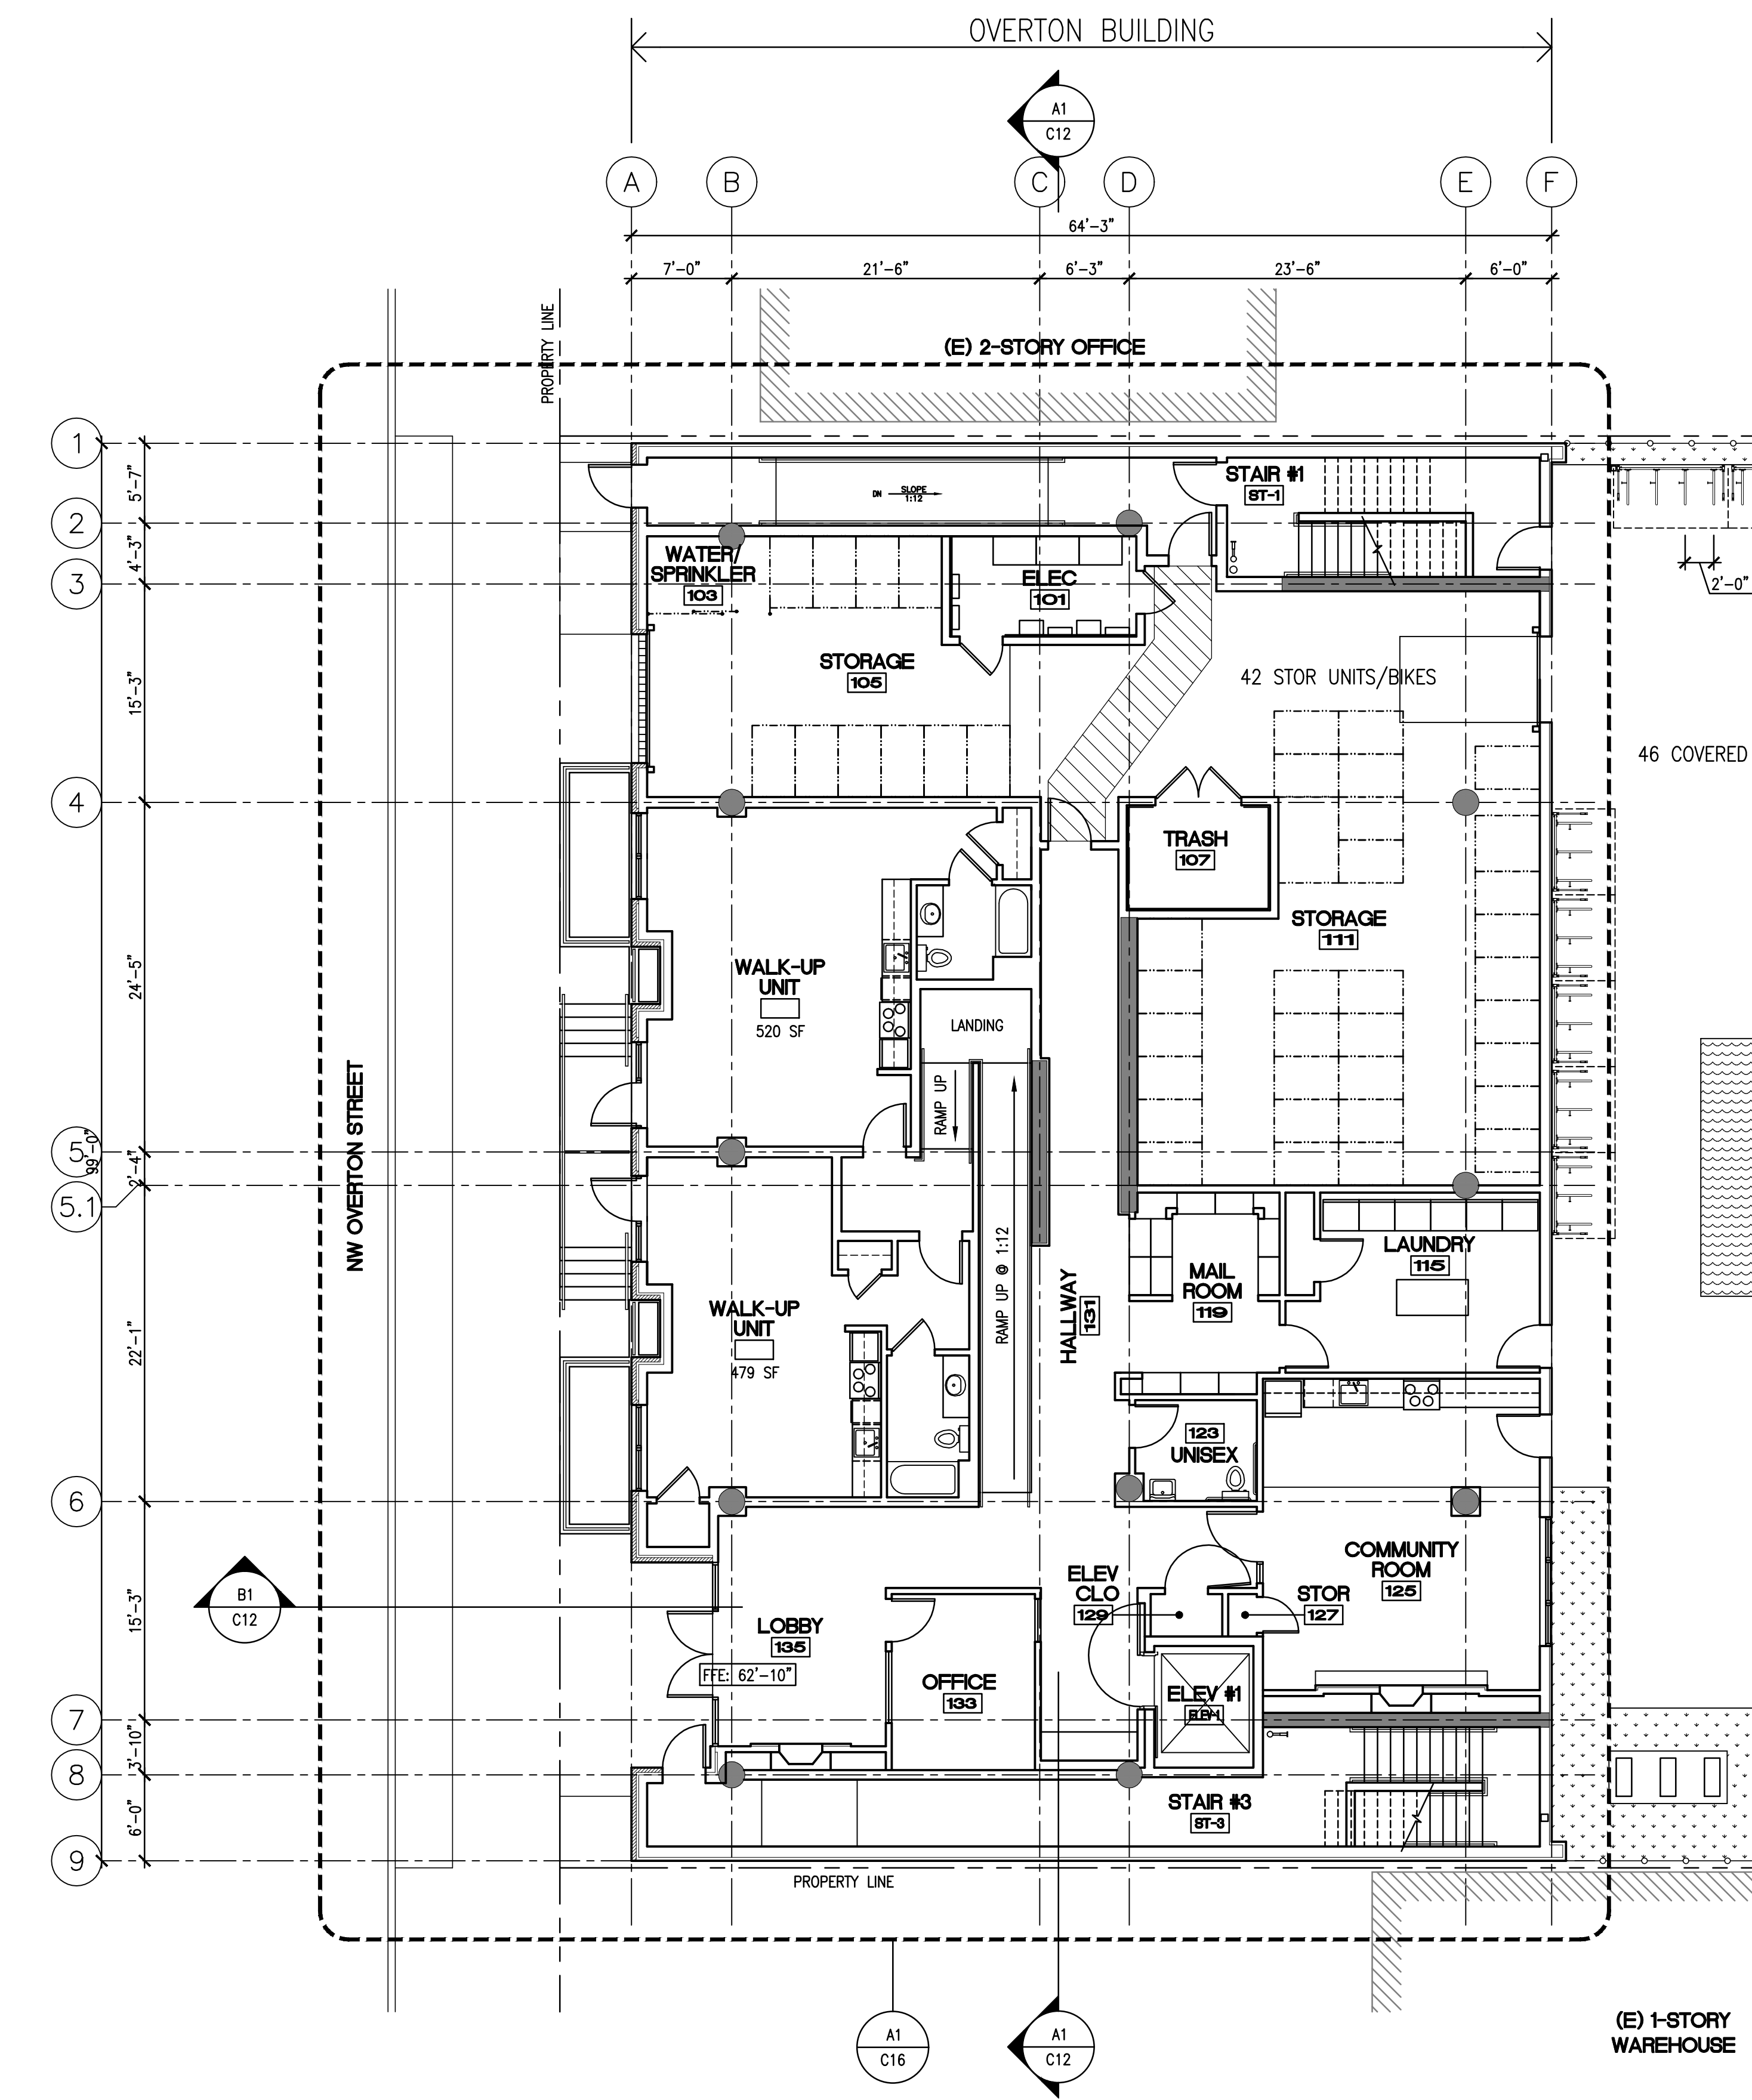 OVERTON BUILDING
A1
C12
A
B
C
D
E
F
64'-3"
7'-0"
21'-6"
6'-3"
23'-6"
6'-0"
PROPERTY LINE
(E) 2-STORY OFFICE
1
5'-7"
2
4'-3"
3
15'-3"
4
24'-5"
5
99'-0"
2'-4"
5.1
22'-1"
6
15'-3"
7
3'-10"
8
6'-0"
9
DN
SLOPE
1:12
STAIR #1
ST-1
WATER/
SPRINKLER
103
ELEC
101
2'-0"
STORAGE
105
42 STOR UNITS/BIKES
46 COVERED
TRASH
107
STORAGE
111
WALK-UP
UNIT
520 SF
LANDING
RAMP UP
NW OVERTON STREET
RAMP UP @ 1:12
HALLWAY
131
MAIL
ROOM
119
LAUNDRY
115
WALK-UP
UNIT
479 SF
123
UNISEX
COMMUNITY
ROOM
125
ELEV
CLO
129
STOR
127
B1
C12
LOBBY
135
FFE: 62'-10"
OFFICE
133
ELEV #1
ELEV-1
STAIR #3
ST-3
PROPERTY LINE
A1
C16
A1
C12
(E) 1-STORY
WAREHOUSE